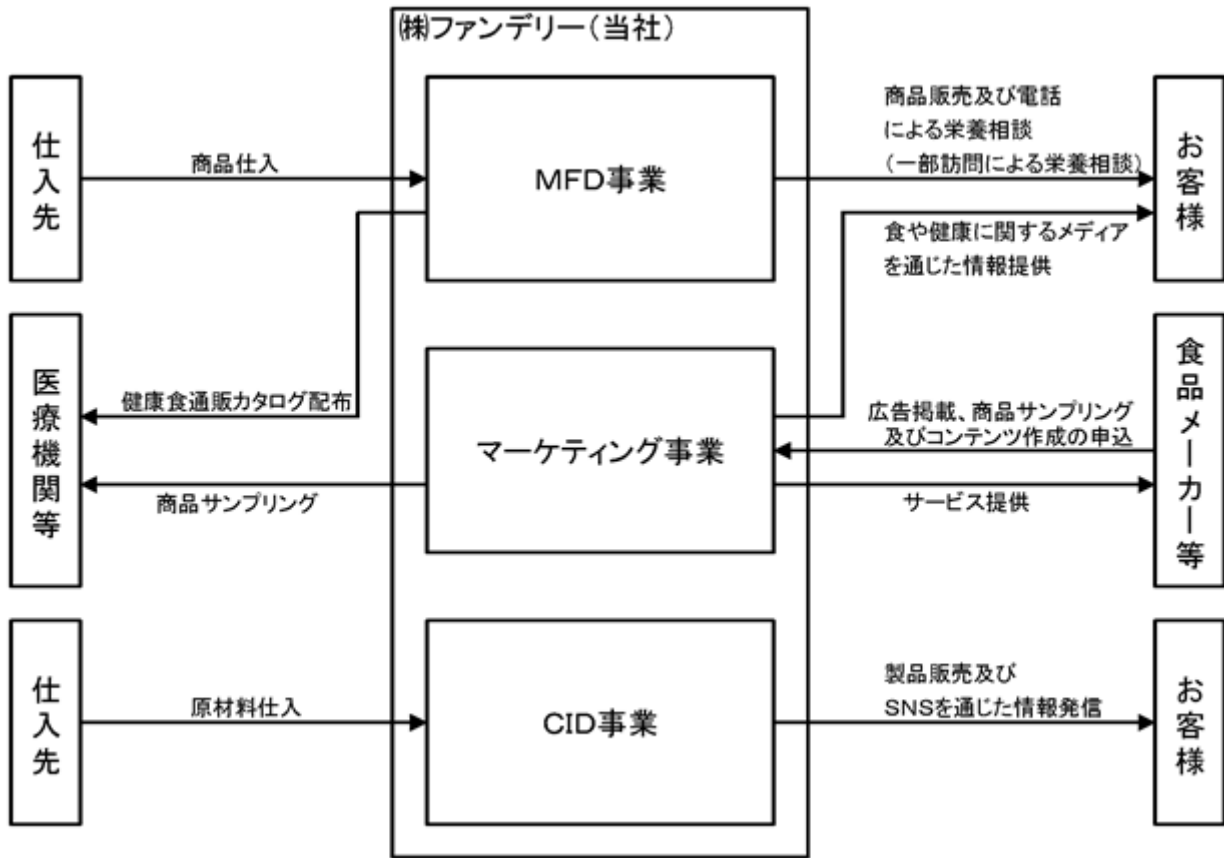 ㈱ファンデリー(当社)
仕入先
商品仕入
MFD事業
商品販売及び電話
による栄養相談
(一部訪問による栄養相談)
お客様
食や健康に関するメディア
を通じた情報提供
医療機関等
健康食通販カタログ配布
商品サンプリング
マーケティング事業
広告掲載、商品サンプリング
及びコンテンツ作成の申込
サービス提供
食品メーカー等
仕入先
原材料仕入
CID事業
製品販売及び
SNSを通じた情報発信
お客様